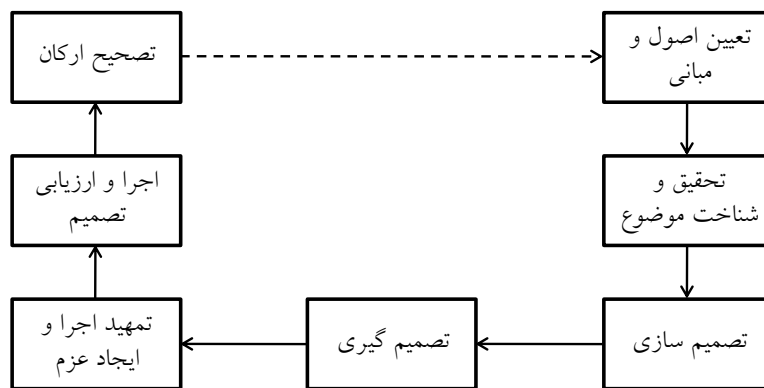 تعیین اصول و
مبانی
تحقیق و
شناخت موضوع
تصمیم سازی
تصمیم گیری
تمهید اجرا و
ایجاد عزم
اجرا و ارزیابی
تصمیم
تصحیح ارکان